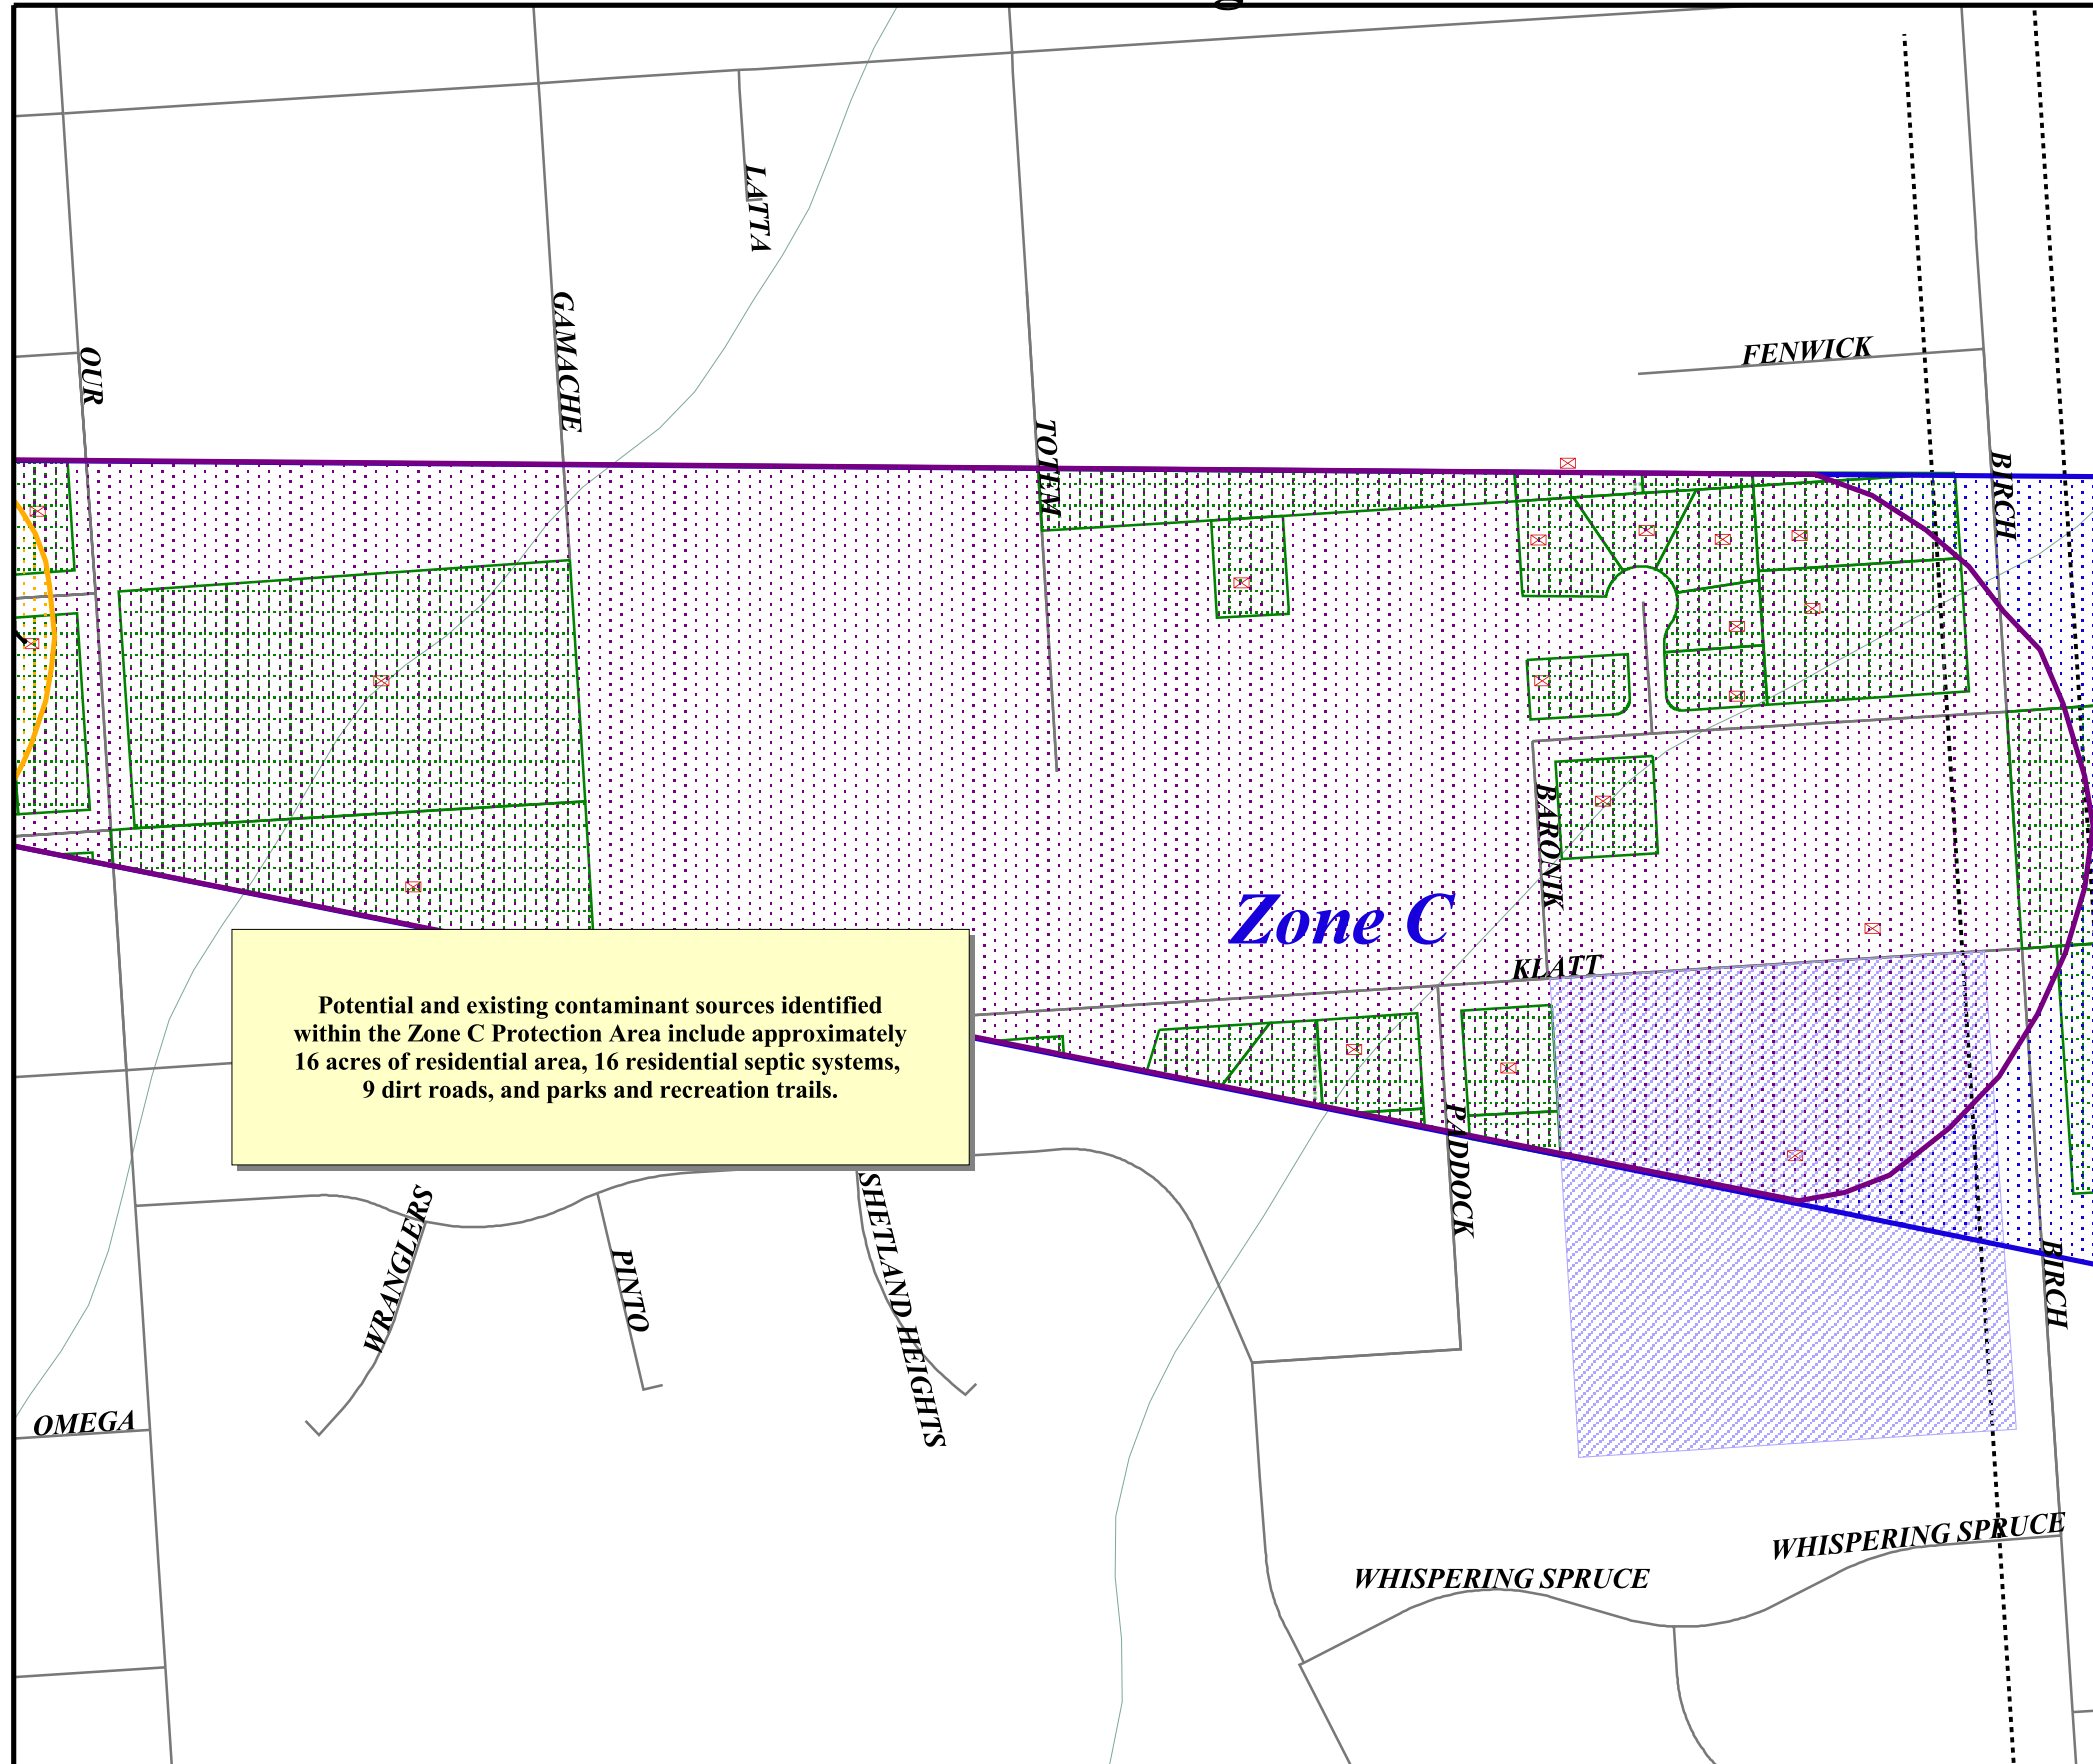 LATTA
GAMACHE
OUR
FENWICK
TOTEM
BIRCH
BARONIK
Zone C
KLATT
Potential and existing contaminant sources identified
within the Zone C Protection Area include approximately
16 acres of residential area, 16 residential septic systems,
9 dirt roads, and parks and recreation trails.
PADDOCK
WRANGLERS
PINTO
SHETLAND HEIGHTS
BIRCH
OMEGA
WHISPERING SPRUCE
WHISPERING SPRUCE